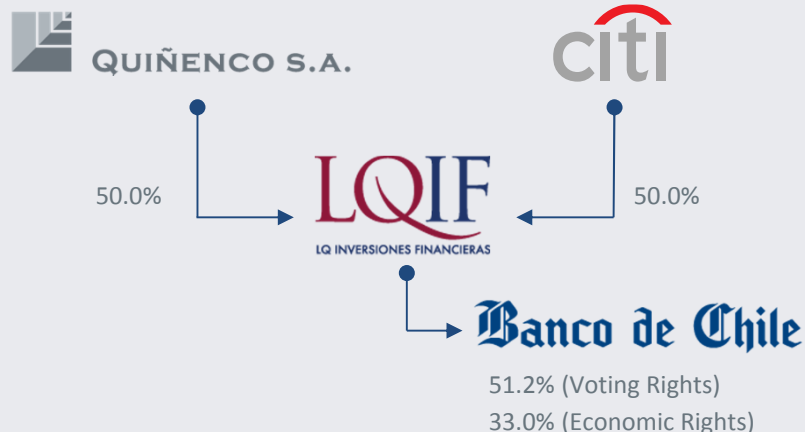 QUIÑENCO S.A.
citi
50.0%
50.0%
LQIF
LQ INVERSIONES FINANCIERAS
Banco de Chile
51.2% (Voting Rights)
33.0% (Economic Rights)